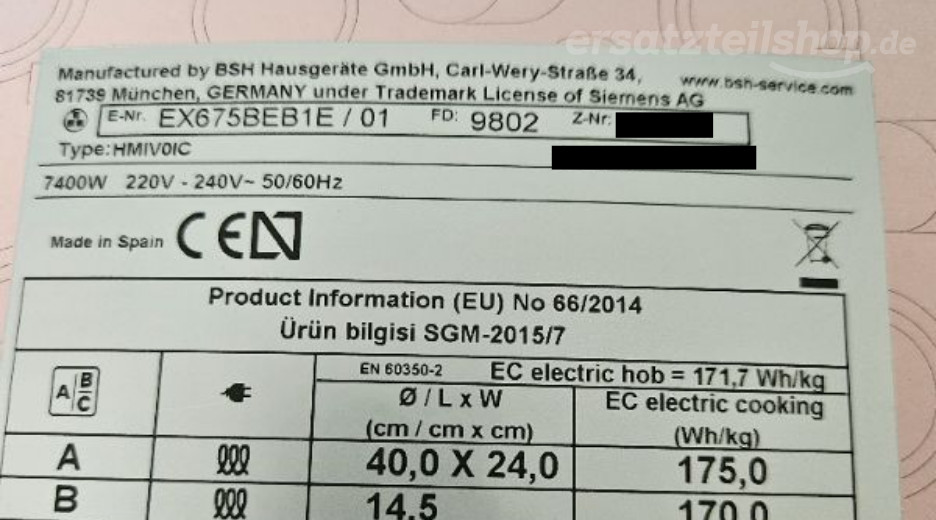 ersatzteilshop.de
Manufactured by BSH Hausgeräte GmbH, Carl-Wery-Straße 34, www.bsh-service.com
81739 München, GERMANY under Trademark License of Siemens AG
E-Nr. EX675BEB1E / 01 FD: 9802 Z-Nr:
Type: HMIV0IC
7400W 220V - 240V~ 50/60Hz
Made in Spain CE N
Product Information (EU) No 66/2014
Ürün bilgisi SGM-2015/7
EN 60350-2 EC electric hob = 171,7 Wh/kg
A B C
Ø / L x W EC electric cooking
(cm / cm x cm) (Wh/kg)
A 40,0 X 24,0 175,0
B 14,5 170,0